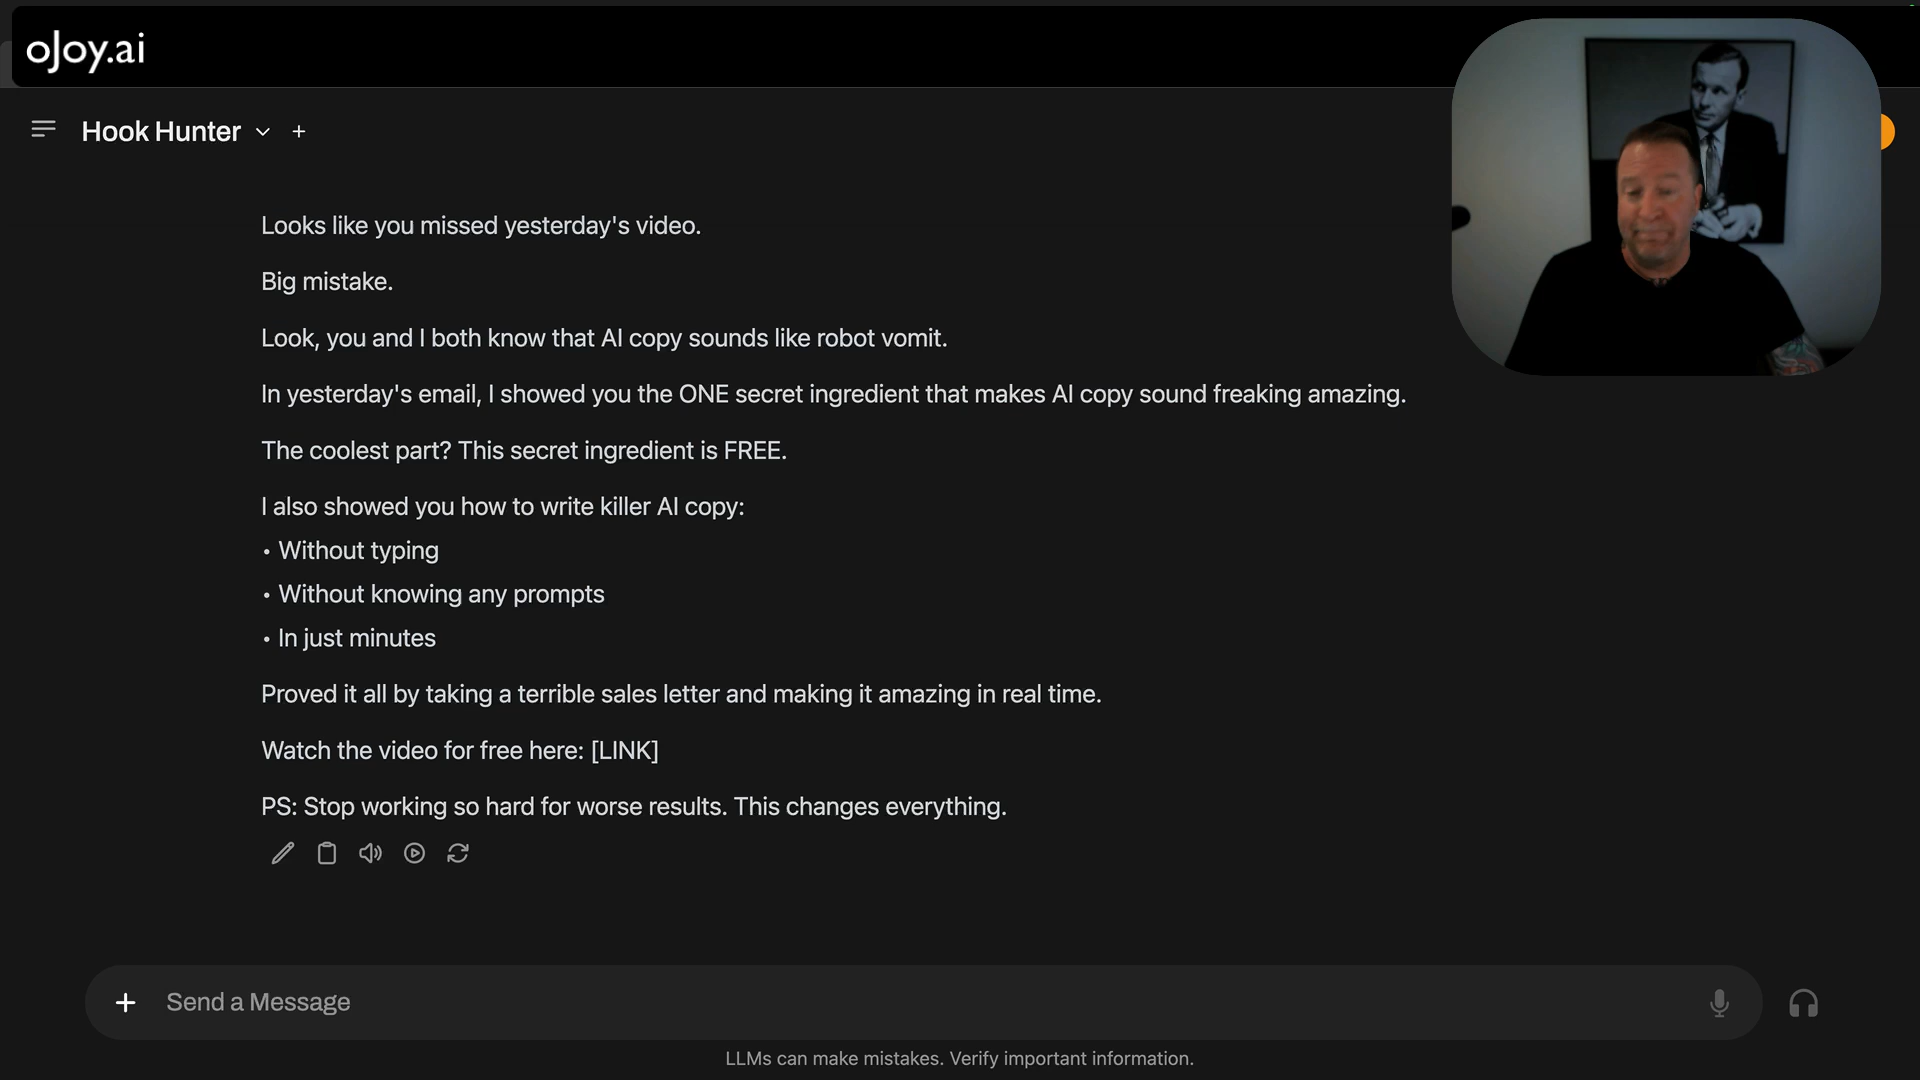 oJoy.ai
Hook Hunter
Looks like you missed yesterday's video.
Big mistake.
Look, you and I both know that AI copy sounds like robot vomit.
In yesterday's email, I showed you the ONE secret ingredient that makes AI copy sound freaking amazing.
The coolest part? This secret ingredient is FREE.
I also showed you how to write killer AI copy:
• Without typing
• Without knowing any prompts
• In just minutes
Proved it all by taking a terrible sales letter and making it amazing in real time.
Watch the video for free here: [LINK]
PS: Stop working so hard for worse results. This changes everything.
Send a Message
LLMs can make mistakes. Verify important information.